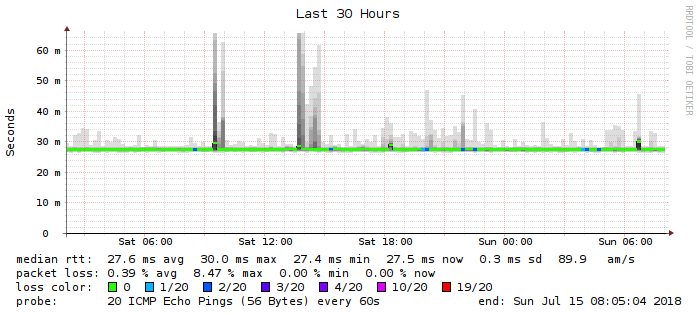 Last 30 Hours
RRDTOOL / TOBI OETIKER
Seconds
60 m
50 m
40 m
30 m
20 m
10 m
0
Sat 06:00 Sat 12:00 Sat 18:00 Sun 00:00 Sun 06:00
median rtt: 27.6 ms avg 30.0 ms max 27.4 ms min 27.5 ms now 0.3 ms sd 89.9 am/s
packet loss: 0.39 % avg 8.47 % max 0.00 % min 0.00 % now
loss color: 0 1/20 2/20 3/20 4/20 10/20 19/20
probe: 20 ICMP Echo Pings (56 Bytes) every 60s end: Sun Jul 15 08:05:04 2018